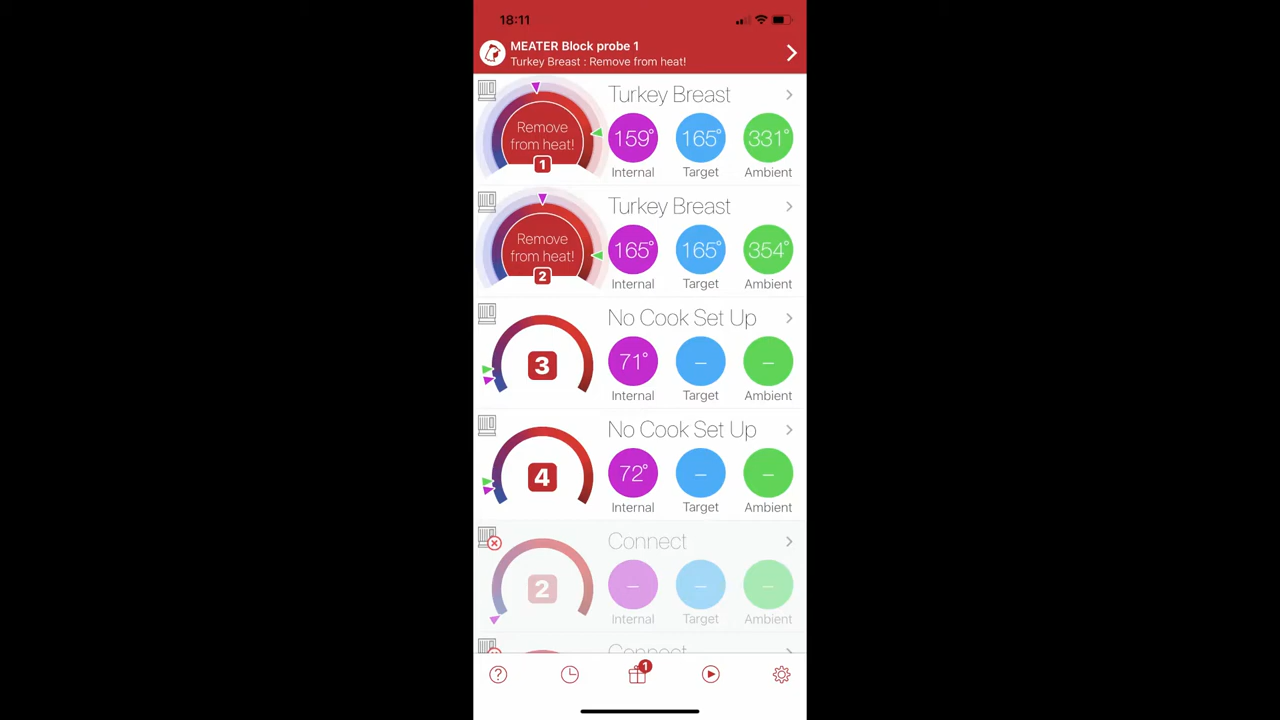 18:11
MEATER Block probe 1
Turkey Breast : Remove from heat!
Turkey Breast
Remove
from heat!
1
159° 165° 331°
Internal Target Ambient
Turkey Breast
Remove
from heat!
2
165° 165° 354°
Internal Target Ambient
No Cook Set Up
3
71° – –
Internal Target Ambient
No Cook Set Up
4
72° – –
Internal Target Ambient
Connect
2
– – –
Internal Target Ambient
Connect
1